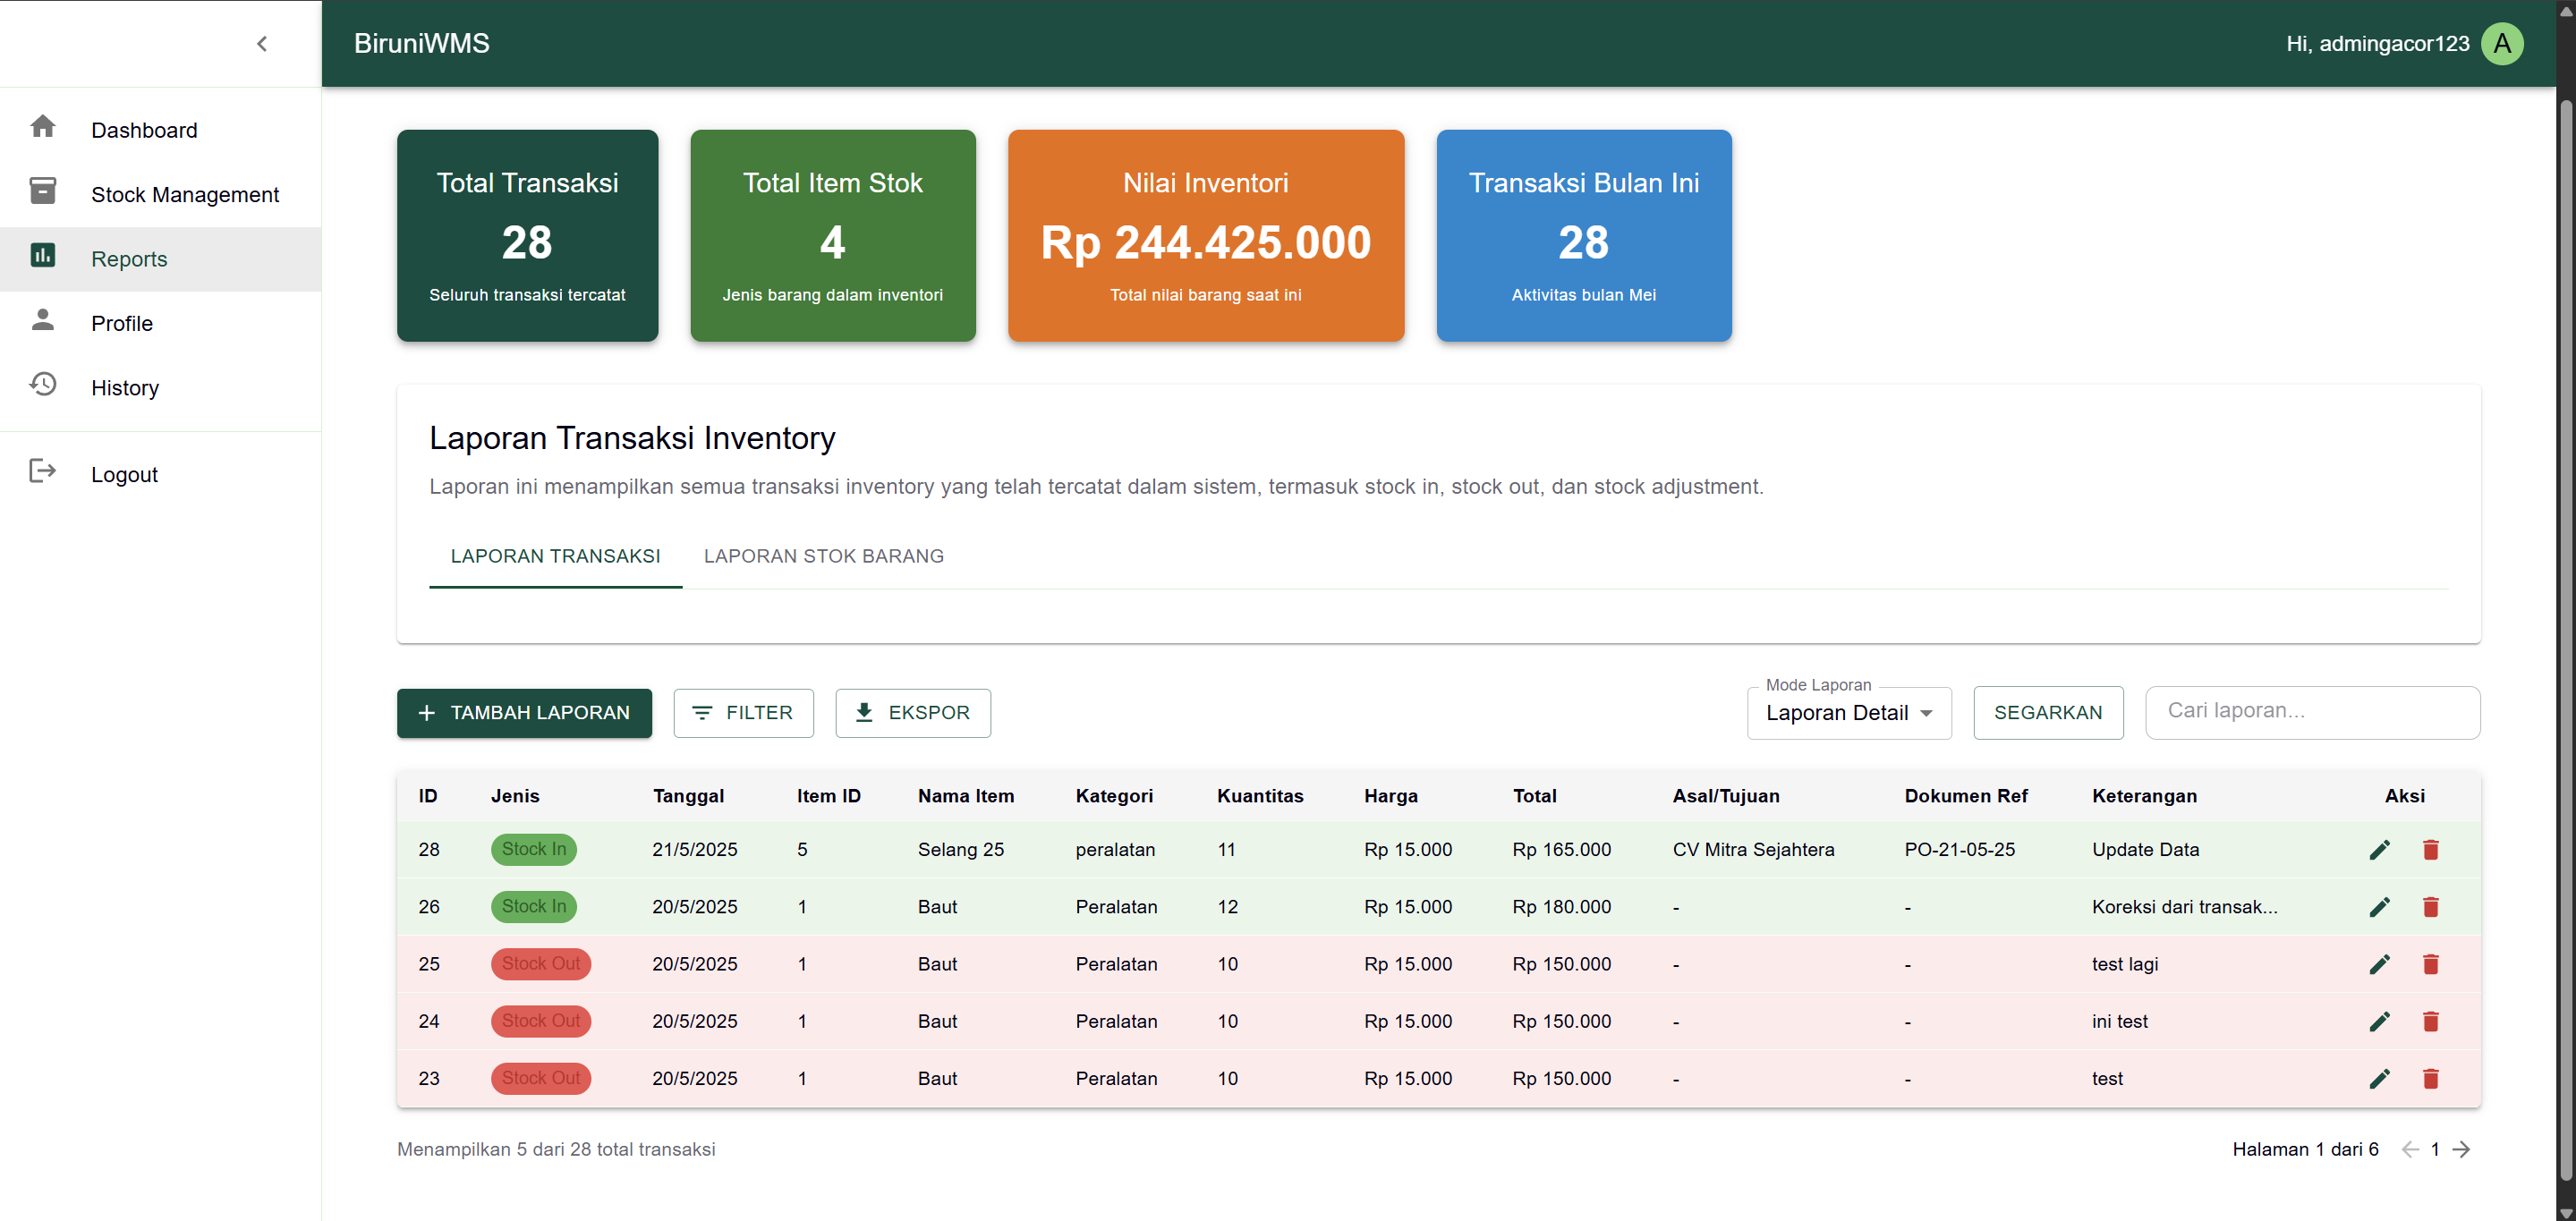 BiruniWMS
Hi, admingacor123
A
Dashboard
Stock Management
Reports
Profile
History
Logout
Total Transaksi
28
Seluruh transaksi tercatat
Total Item Stok
4
Jenis barang dalam inventori
Nilai Inventori
Rp 244.425.000
Total nilai barang saat ini
Transaksi Bulan Ini
28
Aktivitas bulan Mei
Laporan Transaksi Inventory
Laporan ini menampilkan semua transaksi inventory yang telah tercatat dalam sistem, termasuk stock in, stock out, dan stock adjustment.
LAPORAN TRANSAKSI LAPORAN STOK BARANG
TAMBAH LAPORAN FILTER EKSPOR
Mode Laporan
Laporan Detail SEGARKAN Cari laporan...
ID Jenis Tanggal Item ID Nama Item Kategori Kuantitas Harga Total Asal/Tujuan Dokumen Ref Keterangan Aksi
28 Stock In 21/5/2025 5 Selang 25 peralatan 11 Rp 15.000 Rp 165.000 CV Mitra Sejahtera PO-21-05-25 Update Data
26 Stock In 20/5/2025 1 Baut Peralatan 12 Rp 15.000 Rp 180.000 - - Koreksi dari transak...
25 Stock Out 20/5/2025 1 Baut Peralatan 10 Rp 15.000 Rp 150.000 - - test lagi
24 Stock Out 20/5/2025 1 Baut Peralatan 10 Rp 15.000 Rp 150.000 - - ini test
23 Stock Out 20/5/2025 1 Baut Peralatan 10 Rp 15.000 Rp 150.000 - - test
Menampilkan 5 dari 28 total transaksi
Halaman 1 dari 6 1